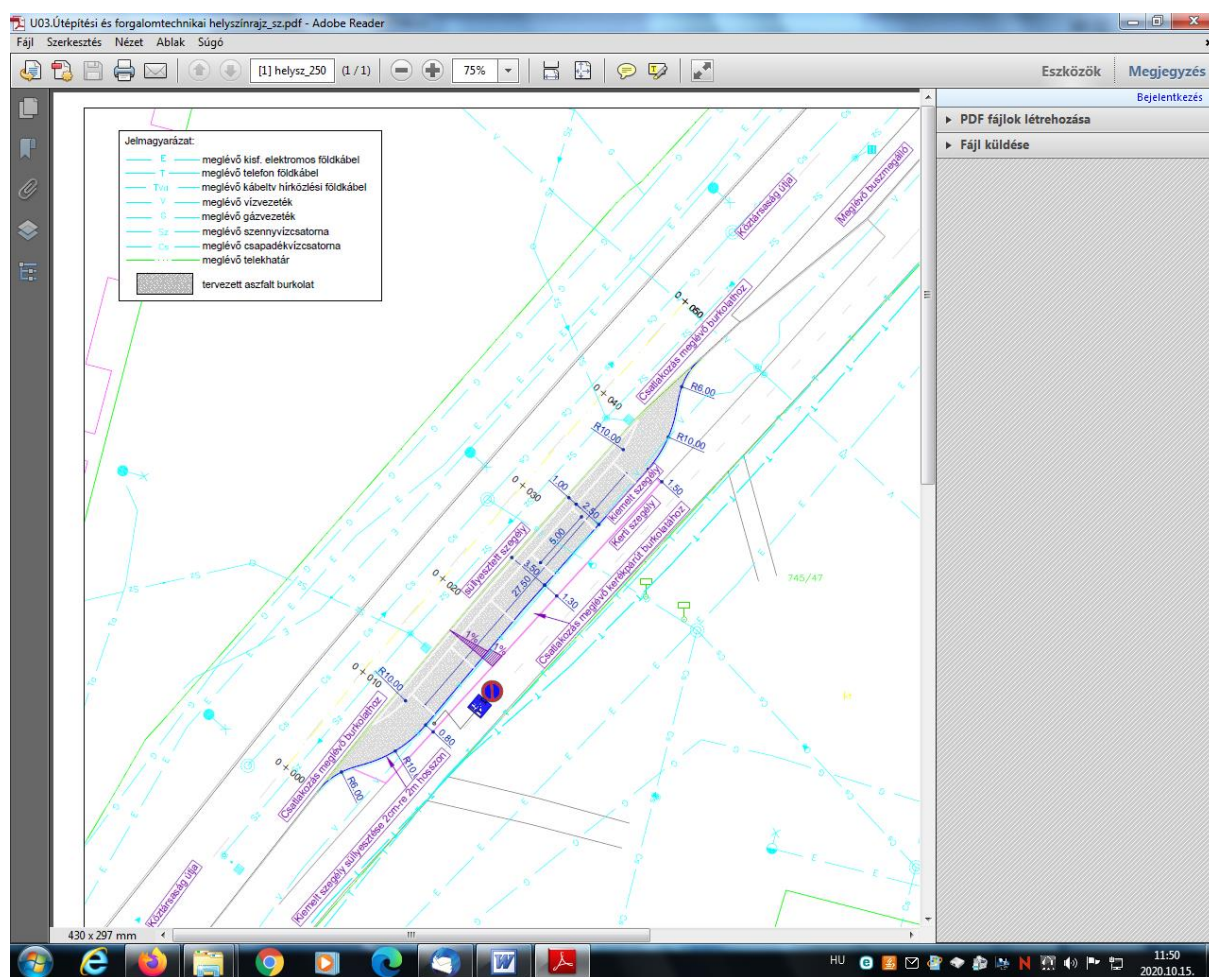 U03.Útépítési és forgalomtechnikai helyszínrajz_sz.pdf - Adobe Reader
Fájl Szerkesztés Nézet Ablak Súgó
[1] helysz_250 (1 / 1) 75% Eszközök Megjegyzés
Bejelentkezés
PDF fájlok létrehozása
Fájl küldése
Jelmagyarázat:
E meglévő kisf. elektromos földkábel
T meglévő telefon földkábel
Tvd meglévő kábeltv hírközlési földkábel
V meglévő vízvezeték
G meglévő gázvezeték
Sz meglévő szennyvízcsatorna
Cs meglévő csapadékvízcsatorna
meglévő telekhatár
tervezett aszfalt burkolat
Köztársaság útja
Meglévő buszmegálló
0 + 050
Csatlakozás meglévő burkolathoz
0 + 040
R6.00
R10.00
R10.00
1.50
0 + 030
1.00
2.50
kiemelt szegély
Kerti szegély
5.00
süllyesztett szegély
3.50
27.50
1.30
Csatlakozás meglévő kerékpárút burkolatához
0 + 020
745/47
1%
1%
0 + 010
R10.00
0.80
Csatlakozás meglévő burkolathoz
0 + 000
R6.00
Kiemelt szegély süllyesztése 2cm-re 2m hosszon
Köztársaság útja
430 x 297 mm
HU
11:50
2020.10.15.